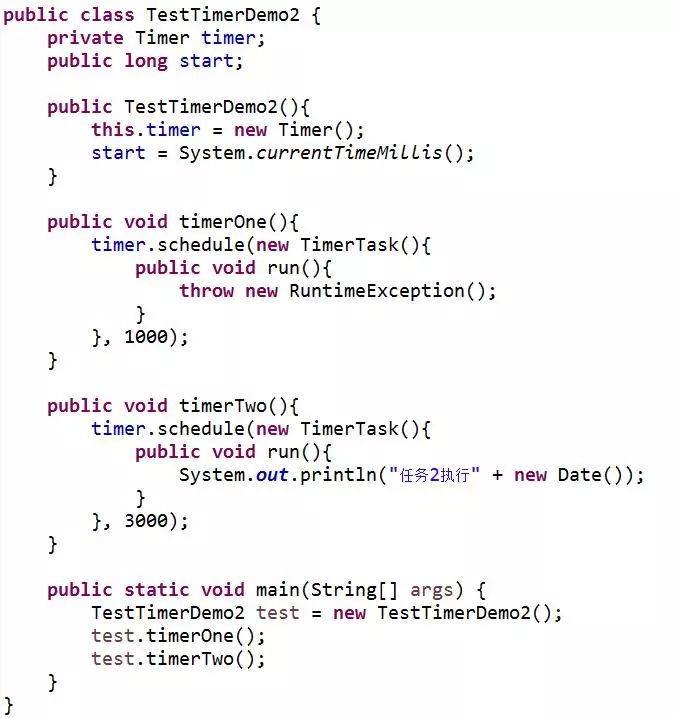 public class TestTimerDemo2 {
    private Timer timer;
    public long start;

    public TestTimerDemo2(){
        this.timer = new Timer();
        start = System.currentTimeMillis();
    }

    public void timerOne(){
        timer.schedule(new TimerTask(){
            public void run(){
                throw new RuntimeException();
            }
        }, 1000);
    }

    public void timerTwo(){
        timer.schedule(new TimerTask(){
            public void run(){
                System.out.println("任务2执行" + new Date());
            }
        }, 3000);
    }

    public static void main(String[] args) {
        TestTimerDemo2 test = new TestTimerDemo2();
        test.timerOne();
        test.timerTwo();
    }
}